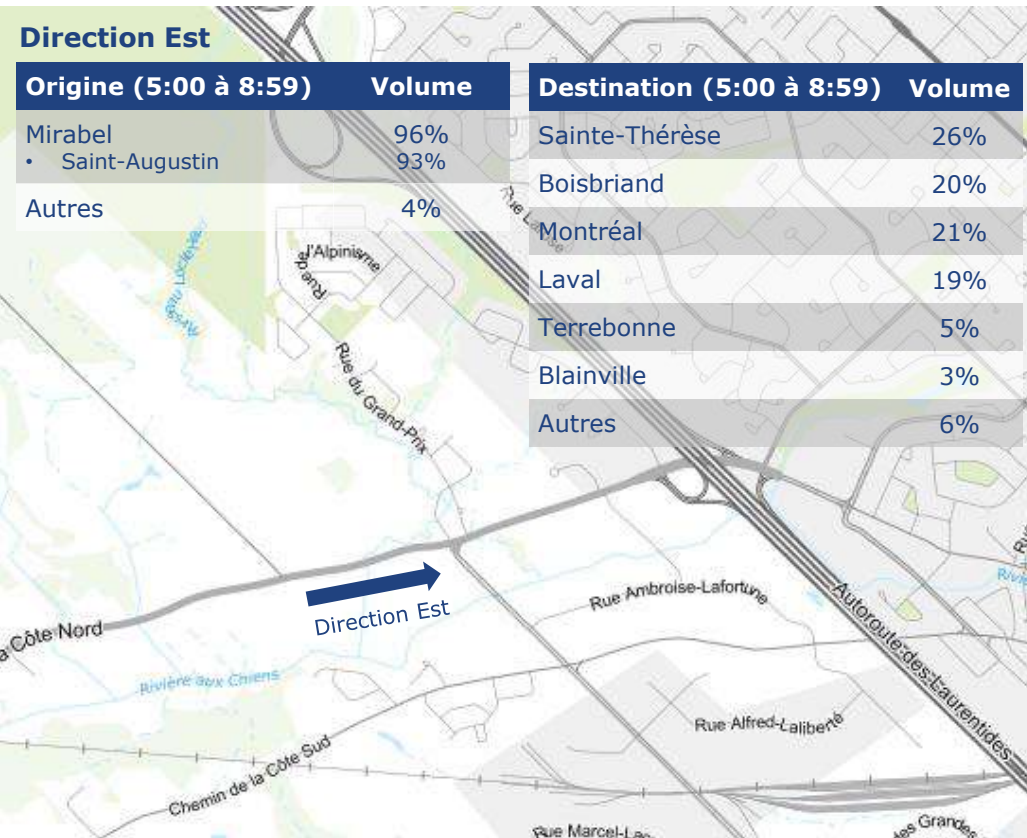 Direction Est
Origine (5:00 à 8:59) Volume
Mirabel 96%
• Saint-Augustin 93%
Autres 4%
Destination (5:00 à 8:59) Volume
Sainte-Thérèse 26%
Boisbriand 20%
Montréal 21%
Laval 19%
Terrebonne 5%
Blainville 3%
Autres 6%
Rue
Rue de
l'Alpinisme
Rue du Grand-Prix
Direction Est
Côte Nord
Rivière aux Chiens
Rue Ambroise-Lafortune
Autoroute-des-Laurentides
Rue Alfred-Laliberté
Chemin de la Côte Sud
Rue Marcel-